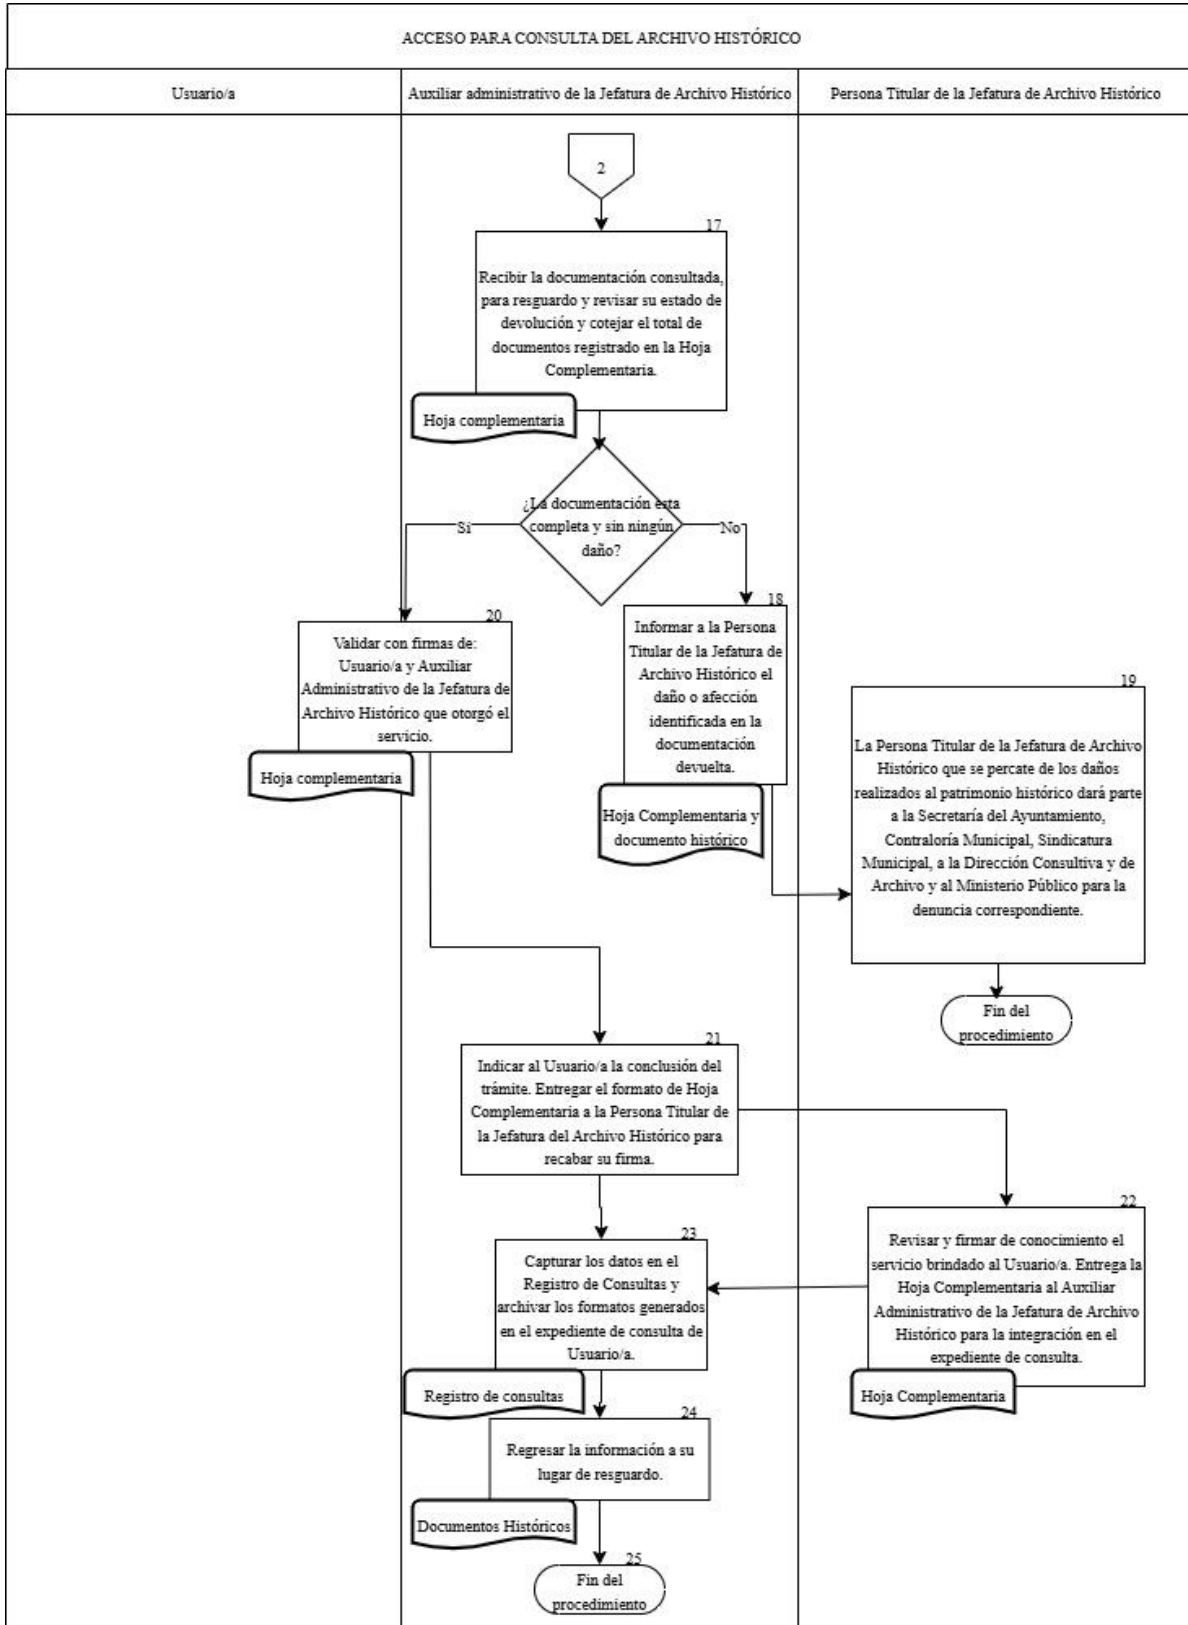 ACCESO PARA CONSULTA DEL ARCHIVO HISTÓRICO
Usuario/a
Auxiliar administrativo de la Jefatura de Archivo Histórico
Persona Titular de la Jefatura de Archivo Histórico
2
17
Recibir la documentación consultada,
para resguardo y revisar su estado de
devolución y cotejar el total de
documentos registrado en la Hoja
Complementaria.
Hoja complementaria
¿La documentación esta
completa y sin ningún
daño?
Si
No
20
Validar con firmas de:
Usuario/a y Auxiliar
Administrativo de la Jefatura de
Archivo Histórico que otorgó el
servicio.
Hoja complementaria
18
Informar a la Persona
Titular de la Jefatura de
Archivo Histórico el
daño o afección
identificada en la
documentación
devuelta.
Hoja Complementaria y
documento histórico
19
La Persona Titular de la Jefatura de Archivo
Histórico que se percate de los daños
realizados al patrimonio histórico dará parte
a la Secretaría del Ayuntamiento,
Contraloría Municipal, Sindicatura
Municipal, a la Dirección Consultiva y de
Archivo y al Ministerio Público para la
denuncia correspondiente.
Fin del
procedimiento
21
Indicar al Usuario/a la conclusión del
trámite. Entregar el formato de Hoja
Complementaria a la Persona Titular de
la Jefatura del Archivo Histórico para
recabar su firma.
22
Revisar y firmar de conocimiento el
servicio brindado al Usuario/a. Entrega la
Hoja Complementaria al Auxiliar
Administrativo de la Jefatura de Archivo
Histórico para la integración en el
expediente de consulta.
Hoja Complementaria
23
Capturar los datos en el
Registro de Consultas y
archivar los formatos generados
en el expediente de consulta de
Usuario/a.
Registro de consultas
24
Regresar la información a su
lugar de resguardo.
Documentos Históricos
25
Fin del
procedimiento